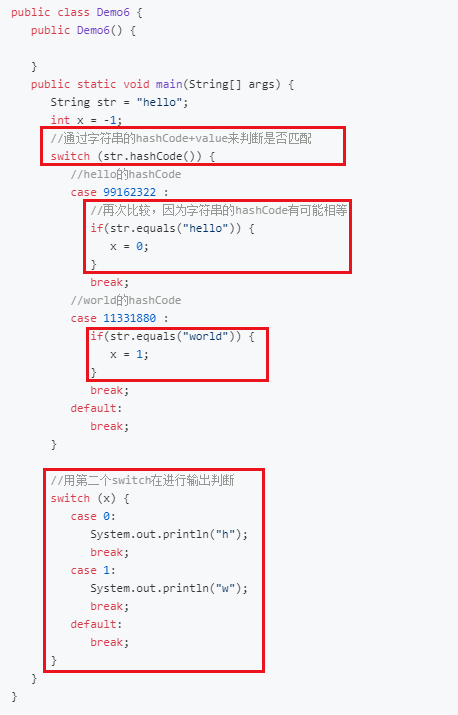 public class Demo6 {
public Demo6() {
}
public static void main(String[] args) {
String str = "hello";
int x = -1;
//通过字符串的hashCode+value来判断是否匹配
switch (str.hashCode()) {
//hello的hashCode
case 99162322 :
//再次比较，因为字符串的hashCode有可能相等
if(str.equals("hello")) {
x = 0;
}
break;
//world的hashCode
case 11331880 :
if(str.equals("world")) {
x = 1;
}
break;
default:
break;
}
//用第二个switch在进行输出判断
switch (x) {
case 0:
System.out.println("h");
break;
case 1:
System.out.println("w");
break;
default:
break;
}
}
}